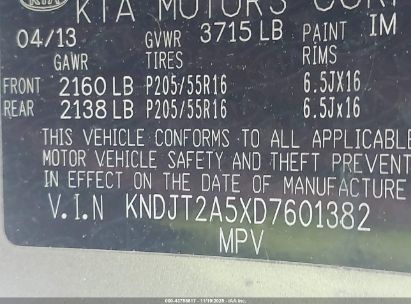 KIA MOTORS CORP
04/13 GVWR 3715 LB PAINT IM
GAWR TIRES RIMS
FRONT 2160 LB P205/55R16 6.5JX16
REAR 2138 LB P205/55R16 6.5Jx16
THIS VEHICLE CONFORMS TO ALL APPLICABLE
MOTOR VEHICLE SAFETY AND THEFT PREVENT
IN EFFECT ON THE DATE OF MANUFACTURE
V.I.N KNDJT2A5XD7601382
MPV